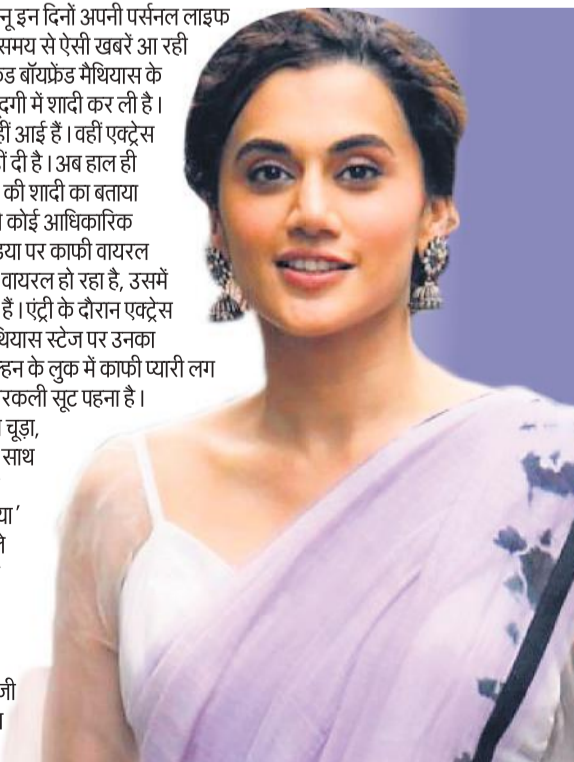 नू इन दिनों अपनी पर्सनल लाइफ
समय से ऐसी खबरें आ रही
ड बॉयफ्रेंड मैथियास के
दगी में शादी कर ली है।
हीं आई हैं। वहीं एक्ट्रेस
ीं दी है। अब हाल ही
की शादी का बताया
कोई आधिकारिक
डिया पर काफी वायरल
वायरल हो रहा है, उसमें
हैं। एंट्री के दौरान एक्ट्रेस
थियास स्टेज पर उनका
ल्हन के लुक में काफी प्यारी लग
रकली सूट पहना है।
चूड़ा,
साथ
या’
जी